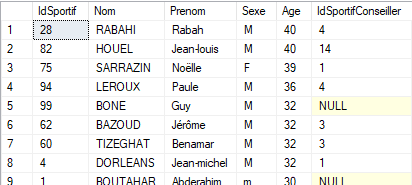 IdSportif Nom Prenom Sexe Age IdSportifConseiller
1 28 RABAHI Rabah M 40 4
2 82 HOUEL Jean-louis M 40 14
3 75 SARRAZIN Noëlle F 39 1
4 94 LEROUX Paule M 36 4
5 99 BONE Guy M 32 NULL
6 62 BAZOUD Jérôme M 32 3
7 60 TIZEGHAT Benamar M 32 3
8 4 DORLEANS Jean-michel M 32 1
9 1 BOUTAHAR Abderahim m 30 NULL